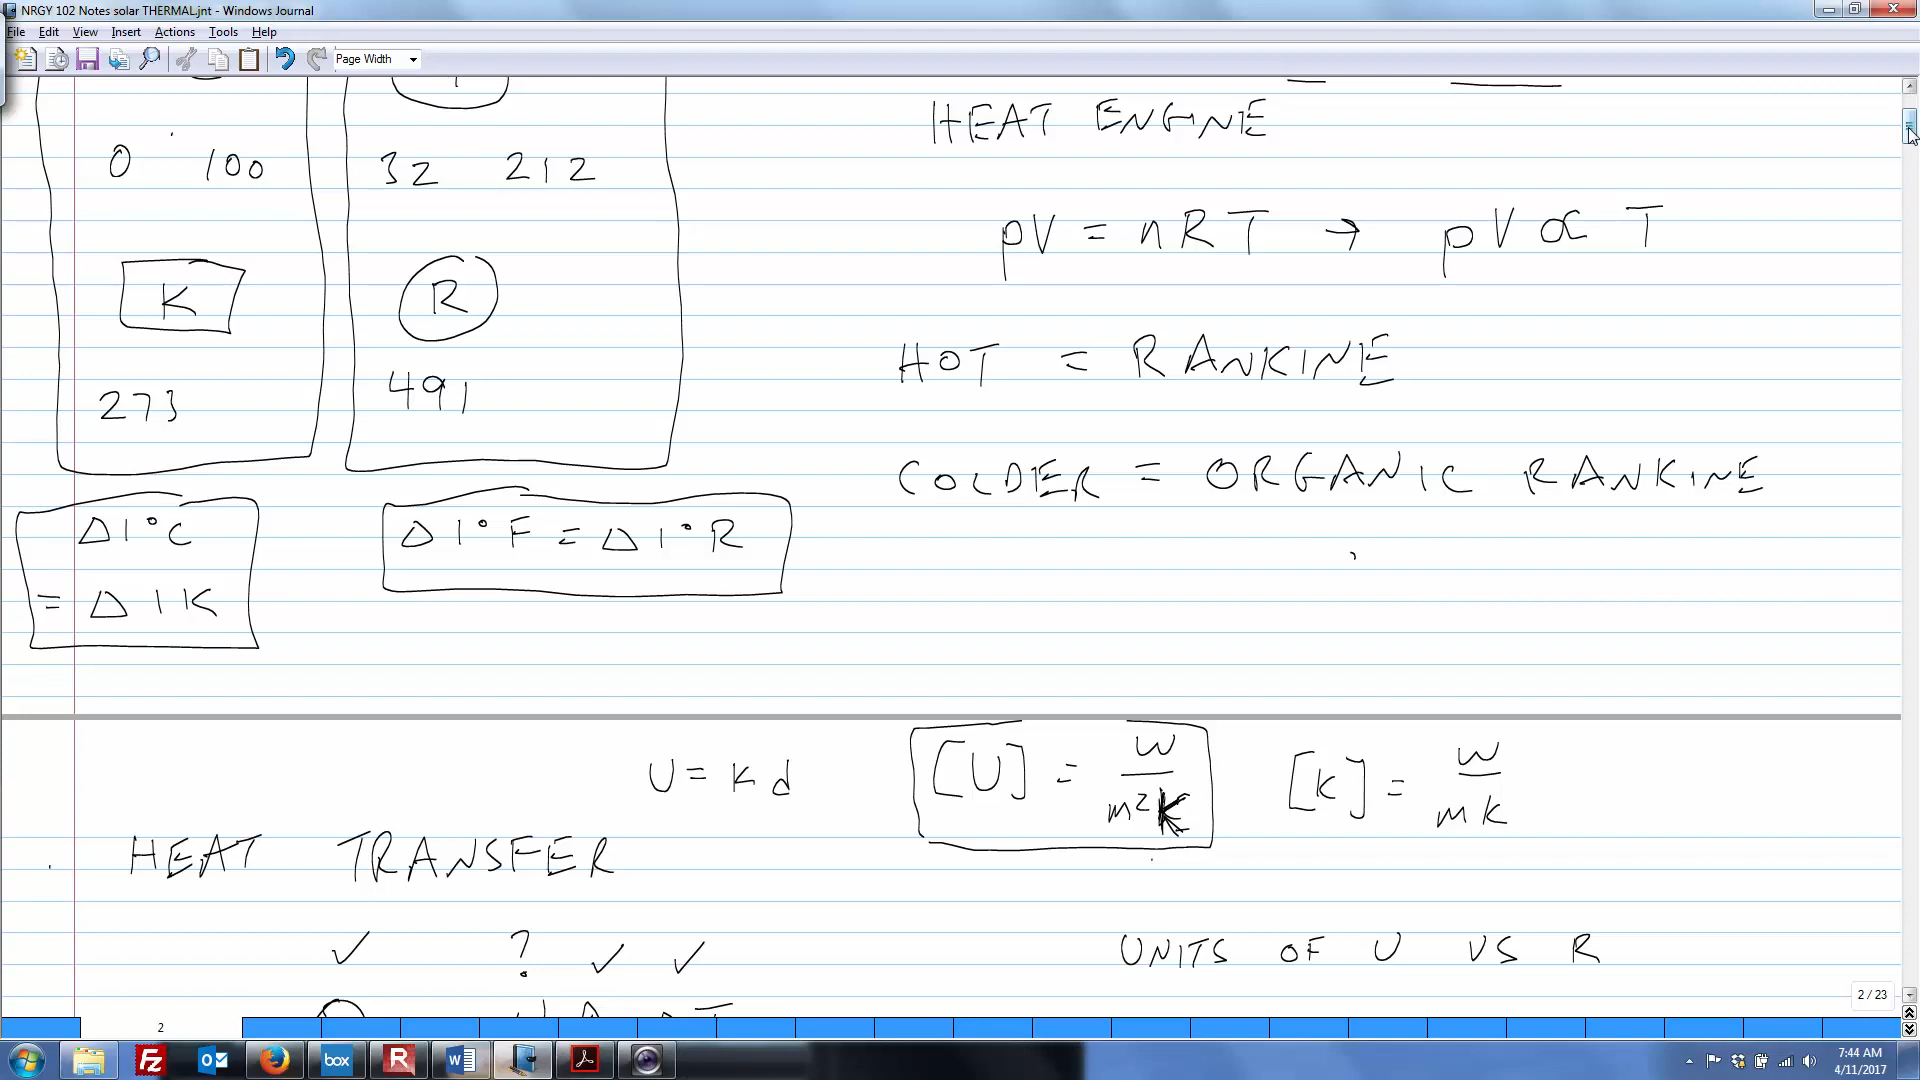 NRGY 102 Notes solar THERMAL.jnt - Windows Journal
File Edit View Insert Actions Tools Help
Page Width
0 100
32 212
K
R
273
491
Δ1°C
= Δ1K
Δ1°F = Δ1°R
HEAT ENGINE
pV = nRT → pV ∝ T
HOT = RANKINE
COLDER = ORGANIC RANKINE
U = K d
[U] = W
m²K
[K] = W
mK
HEAT TRANSFER
✓ ? ✓ ✓
UNITS OF U VS R
2 / 23
2
box
7:44 AM
4/11/2017